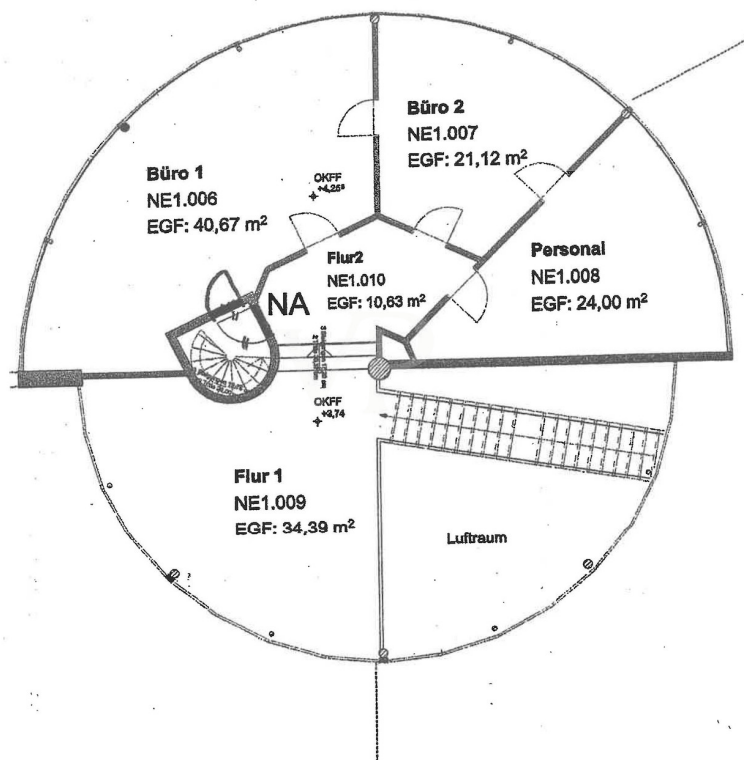 Büro 2
NE1.007
EGF: 21,12 m²
Büro 1
NE1.006
EGF: 40,67 m²
OKFF
Personal
NE1.008
EGF: 24,00 m²
Flur2
NE1.010
EGF: 10,63 m²
NA
OKFF
+3,74
Flur 1
NE1.009
EGF: 34,39 m²
Luftraum